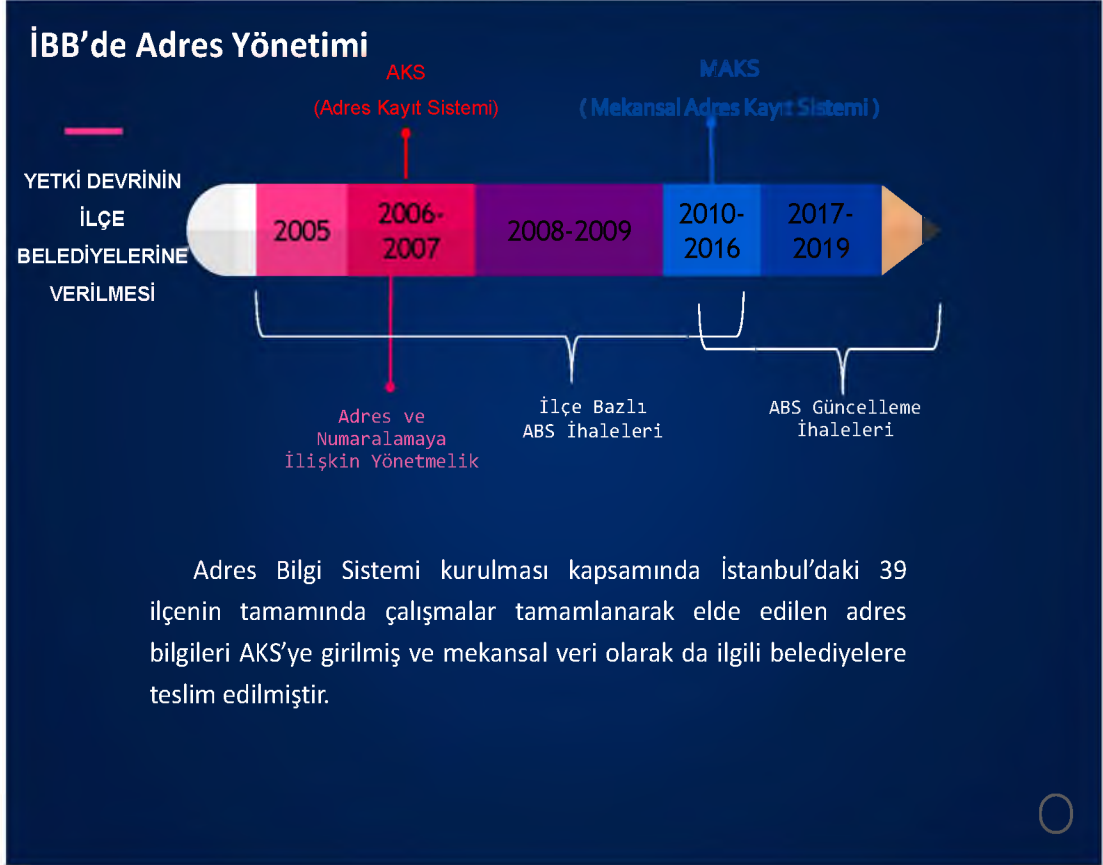 İBB’de Adres Yönetimi
AKS
(Adres Kayıt Sistemi)
MAKS
( Mekansal Adres Kayıt Sistemi )
YETKİ DEVRİNİN
İLÇE
BELEDİYELERİNE
VERİLMESİ
2005
2006-
2007
2008-2009
2010-
2016
2017-
2019
Adres ve
Numaralamaya
İlişkin Yönetmelik
İlçe Bazlı
ABS İhaleleri
ABS Güncelleme
İhaleleri
Adres Bilgi Sistemi kurulması kapsamında İstanbul’daki 39
ilçenin tamamında çalışmalar tamamlanarak elde edilen adres
bilgileri AKS’ye girilmiş ve mekansal veri olarak da ilgili belediyelere
teslim edilmiştir.